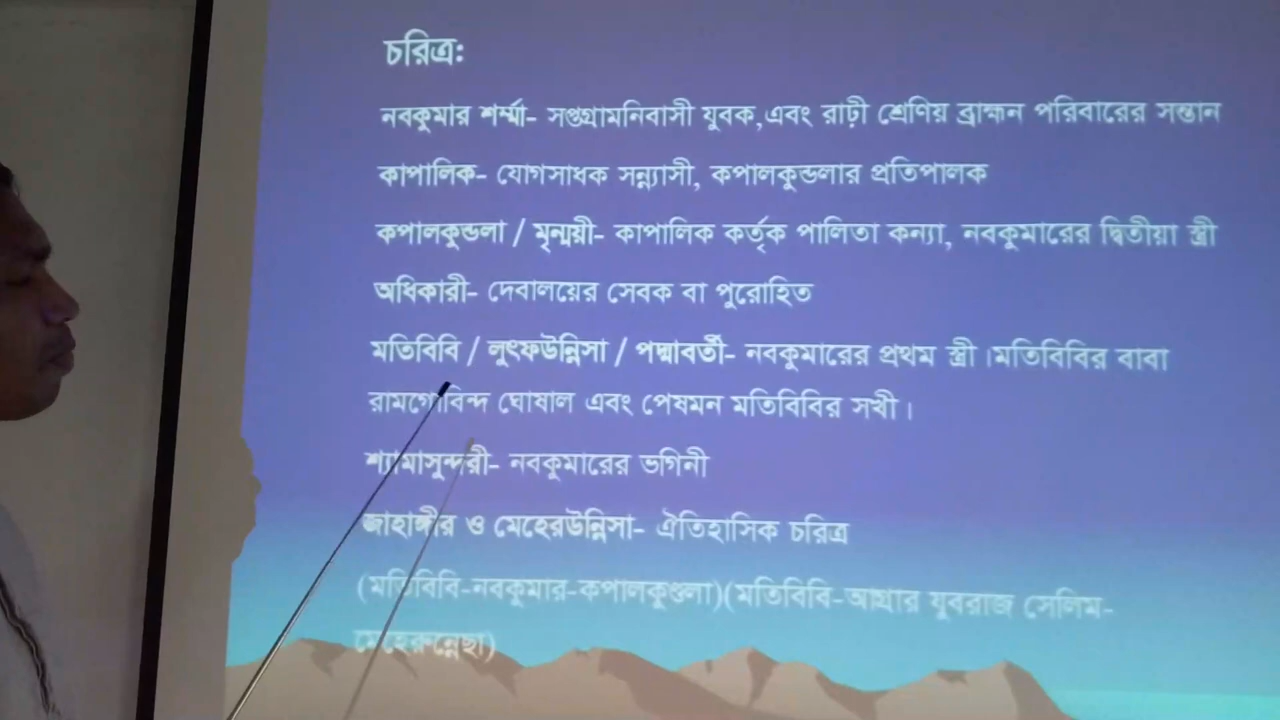 চরিত্র:
নবকুমার শর্ম্মা- সপ্তগ্রামনিবাসী যুবক,এবং রাঢ়ী শ্রেণিয় ব্রাহ্মন পরিবারের সন্তান
কাপালিক- যোগসাধক সন্ন্যাসী, কপালকুন্ডলার প্রতিপালক
কপালকুন্ডলা / মৃন্ময়ী- কাপালিক কর্তৃক পালিতা কন্যা, নবকুমারের দ্বিতীয়া স্ত্রী
অধিকারী- দেবালয়ের সেবক বা পুরোহিত
মতিবিবি / লুৎফউন্নিসা / পদ্মাবতী- নবকুমারের প্রথম স্ত্রী।মতিবিবির বাবা
রামগোবিন্দ ঘোষাল এবং পেষমন মতিবিবির সখী।
শ্যামাসুন্দরী- নবকুমারের ভগিনী
জাহাঙ্গীর ও মেহেরউন্নিসা- ঐতিহাসিক চরিত্র
(মতিবিবি-নবকুমার-কপালকুণ্ডলা)(মতিবিবি-আগ্রার যুবরাজ সেলিম-
মেহেরুন্নেছা)